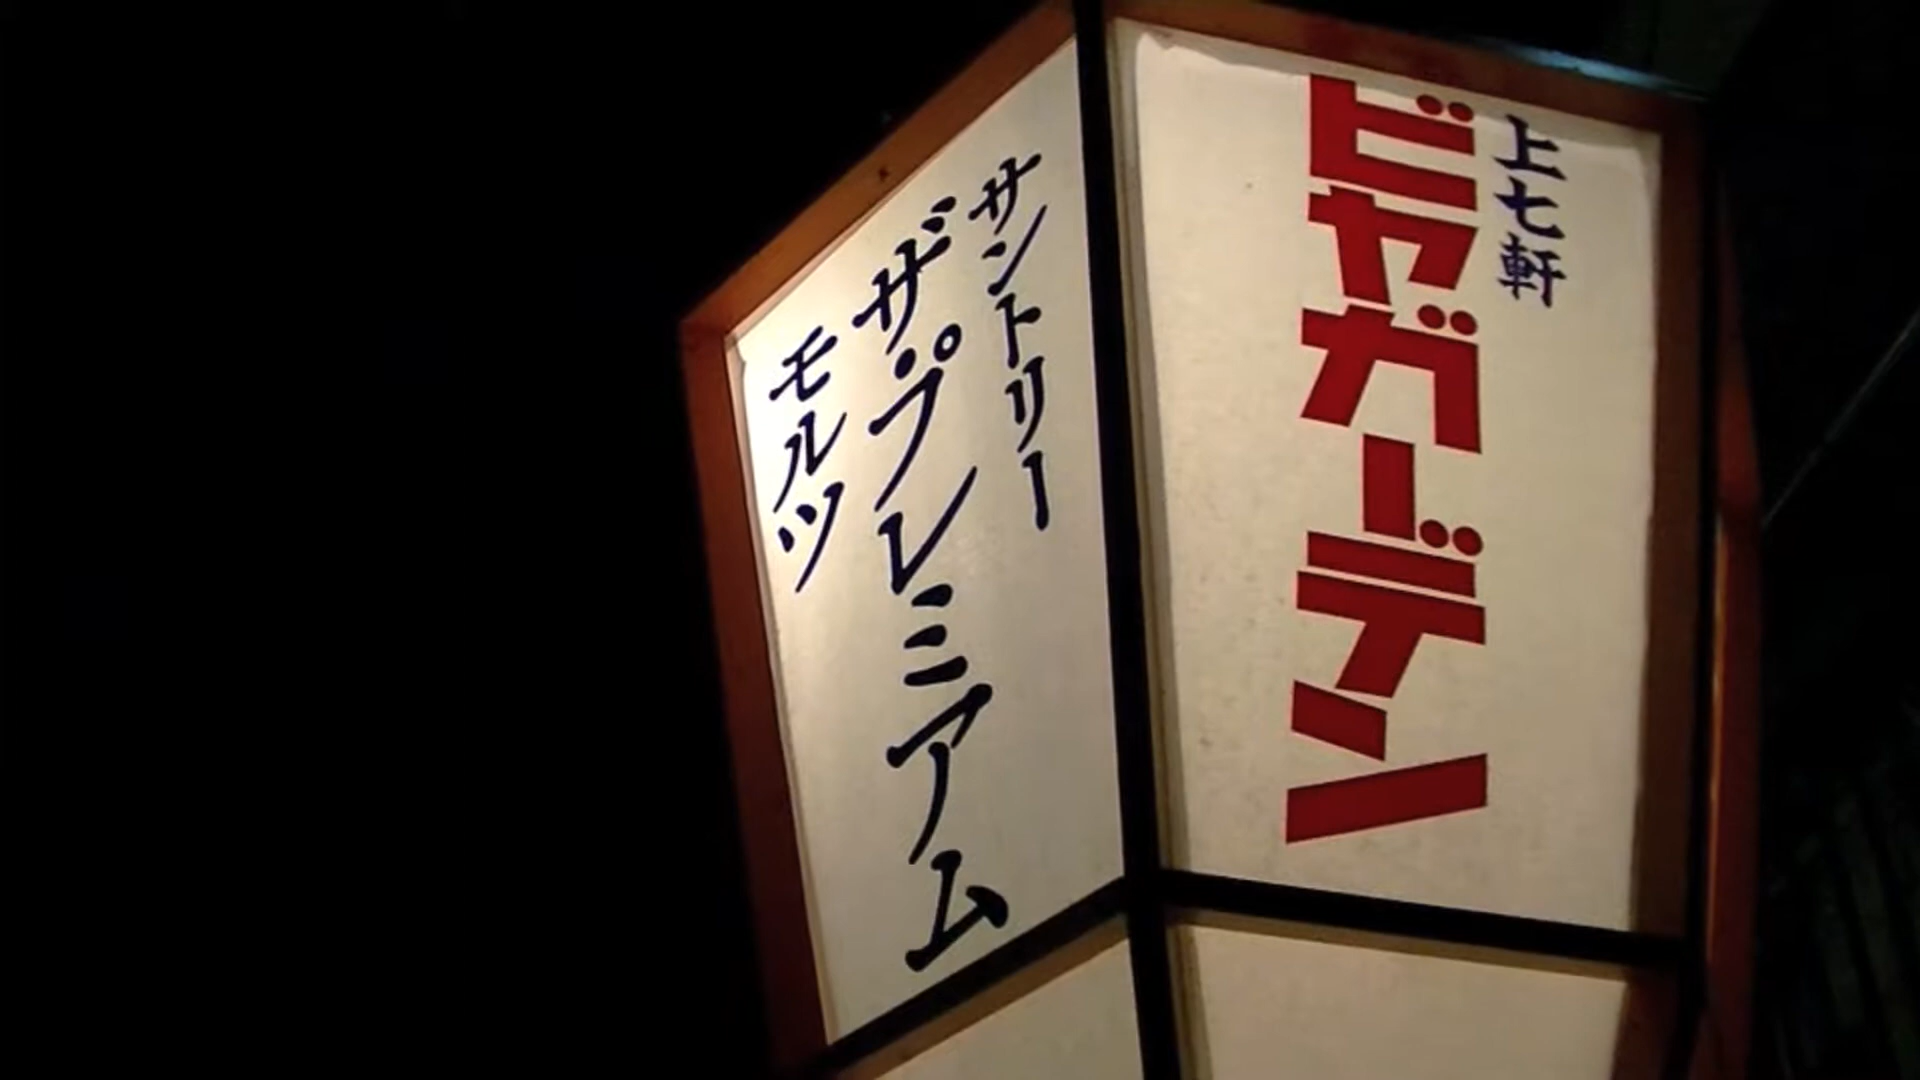 上七軒
ビヤガーデン
サントリー
ザ・プレミアム
モルツ